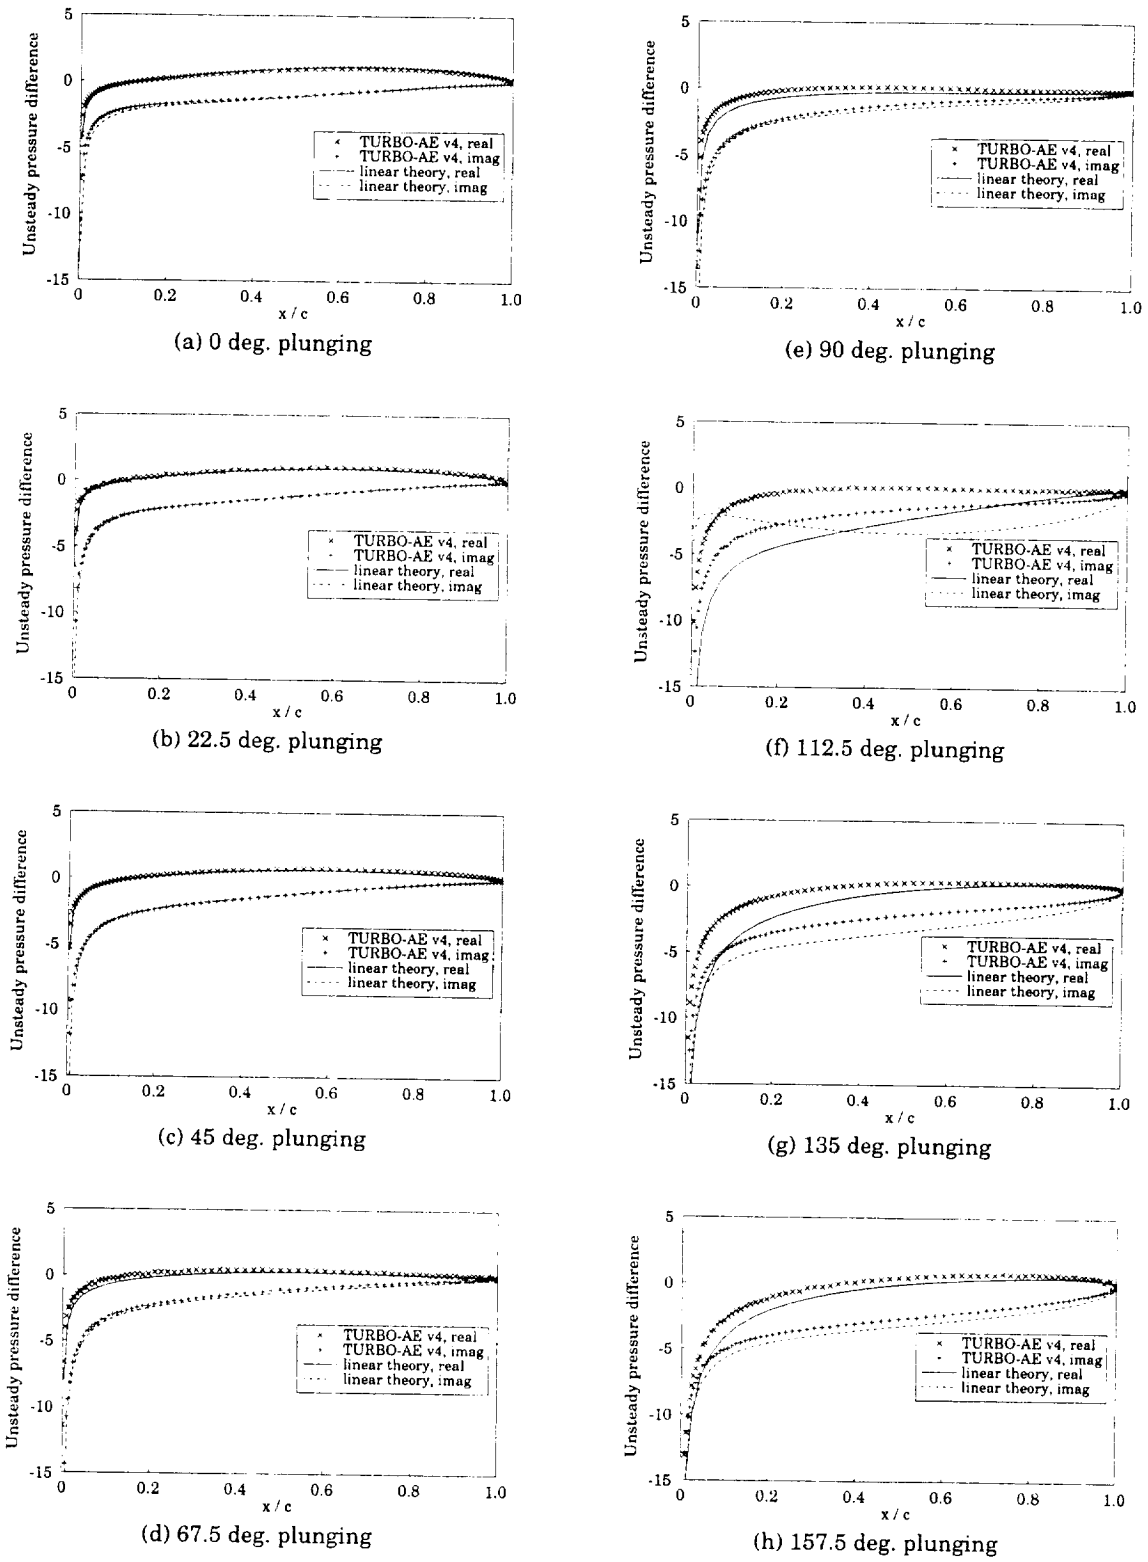 Unsteady pressure difference
5
0
-5
-10
-15
TURBO-AE v4, real
TURBO-AE v4, imag
linear theory, real
linear theory, imag
0 0.2 0.4 0.6 0.8 1.0
x / c
(a) 0 deg. plunging
Unsteady pressure difference
5
0
-5
-10
-15
TURBO-AE v4, real
TURBO-AE v4, imag
linear theory, real
linear theory, imag
0 0.2 0.4 0.6 0.8 1.0
x / c
(b) 22.5 deg. plunging
Unsteady pressure difference
5
0
-5
-10
-15
TURBO-AE v4, real
TURBO-AE v4, imag
linear theory, real
linear theory, imag
0 0.2 0.4 0.6 0.8 1.0
x / c
(c) 45 deg. plunging
Unsteady pressure difference
5
0
-5
-10
-15
TURBO-AE v4, real
TURBO-AE v4, imag
linear theory, real
linear theory, imag
0 0.2 0.4 0.6 0.8 1.0
x / c
(d) 67.5 deg. plunging
Unsteady pressure difference
5
0
-5
-10
-15
TURBO-AE v4, real
TURBO-AE v4, imag
linear theory, real
linear theory, imag
0 0.2 0.4 0.6 0.8 1.0
x / c
(e) 90 deg. plunging
Unsteady pressure difference
5
0
-5
-10
-15
TURBO-AE v4, real
TURBO-AE v4, imag
linear theory, real
linear theory, imag
0 0.2 0.4 0.6 0.8 1.0
x / c
(f) 112.5 deg. plunging
Unsteady pressure difference
5
0
-5
-10
-15
TURBO-AE v4, real
TURBO-AE v4, imag
linear theory, real
linear theory, imag
0 0.2 0.4 0.6 0.8 1.0
x / c
(g) 135 deg. plunging
Unsteady pressure difference
5
0
-5
-10
-15
TURBO-AE v4, real
TURBO-AE v4, imag
linear theory, real
linear theory, imag
0 0.2 0.4 0.6 0.8 1.0
x / c
(h) 157.5 deg. plunging